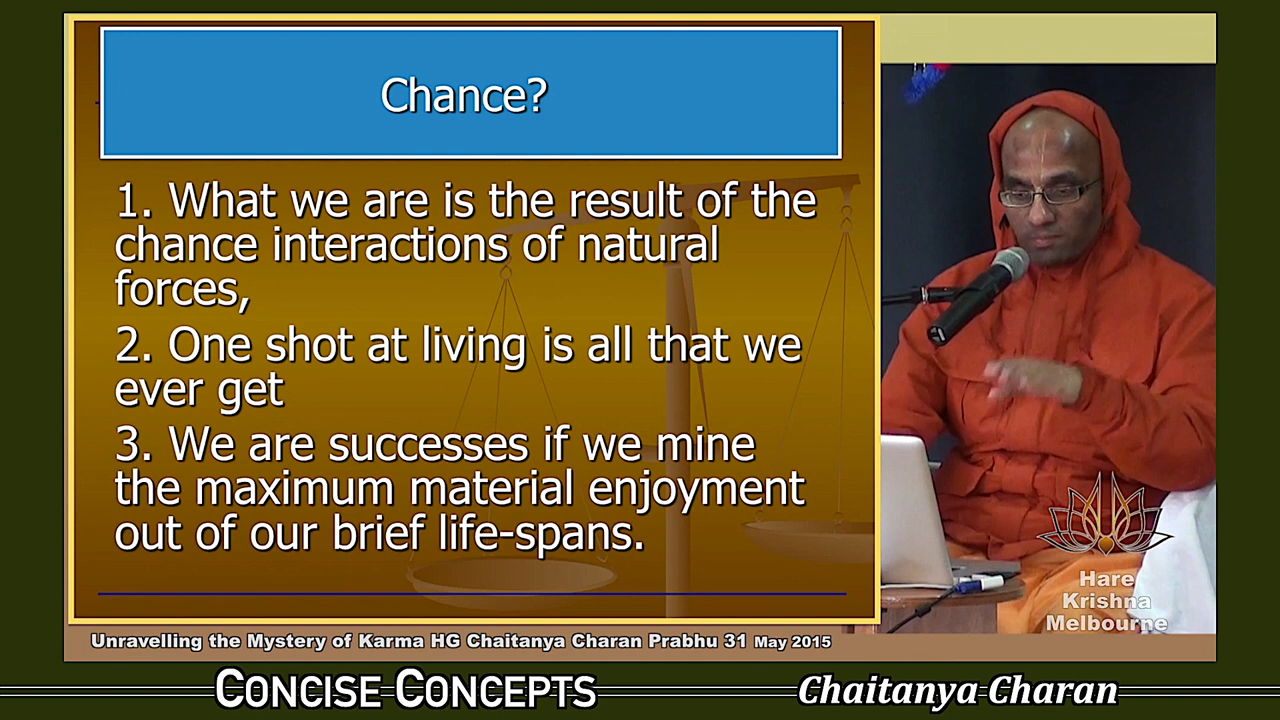 Chance?
1. What we are is the result of the
chance interactions of natural
forces,
2. One shot at living is all that we
ever get
3. We are successes if we mine
the maximum material enjoyment
out of our brief life-spans.
Hare
Krishna
Melbourne
Unravelling the Mystery of Karma HG Chaitanya Charan Prabhu 31 May 2015
CONCISE CONCEPTS
Chaitanya Charan